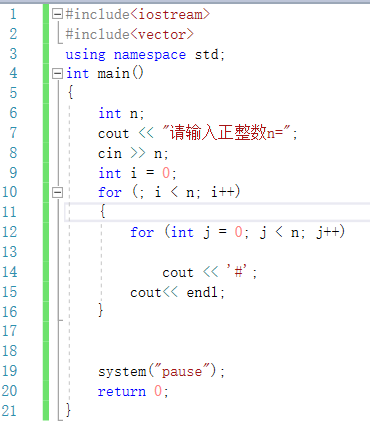 1 #include<iostream>
2 #include<vector>
3 using namespace std;
4 int main()
5 {
6 int n;
7 cout << "请输入正整数n=";
8 cin >> n;
9 int i = 0;
10 for (; i < n; i++)
11 {
12 for (int j = 0; j < n; j++)
13
14 cout << '#';
15 cout<< endl;
16 }
17
18
19 system("pause");
20 return 0;
21 }